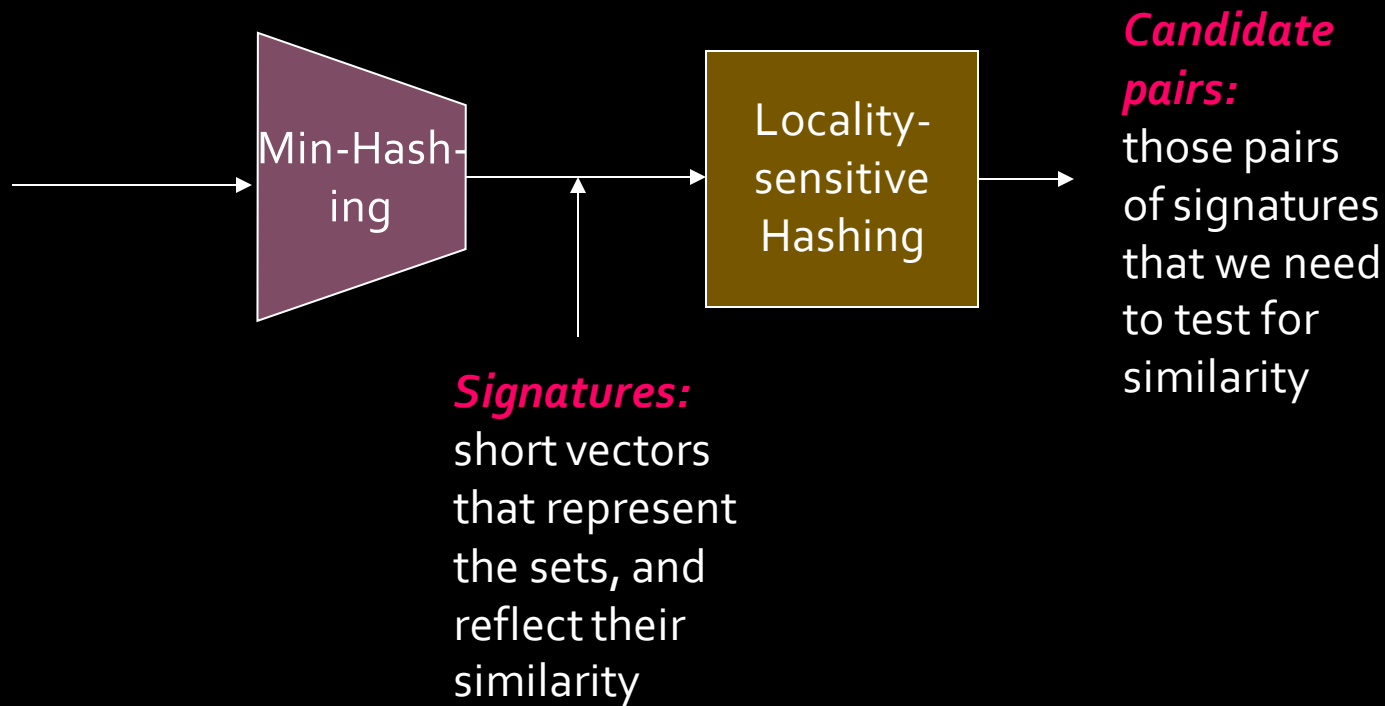 Min-Hash-
ing
Locality-
sensitive
Hashing
Candidate
pairs:
those pairs
of signatures
that we need
to test for
similarity
Signatures:
short vectors
that represent
the sets, and
reflect their
similarity